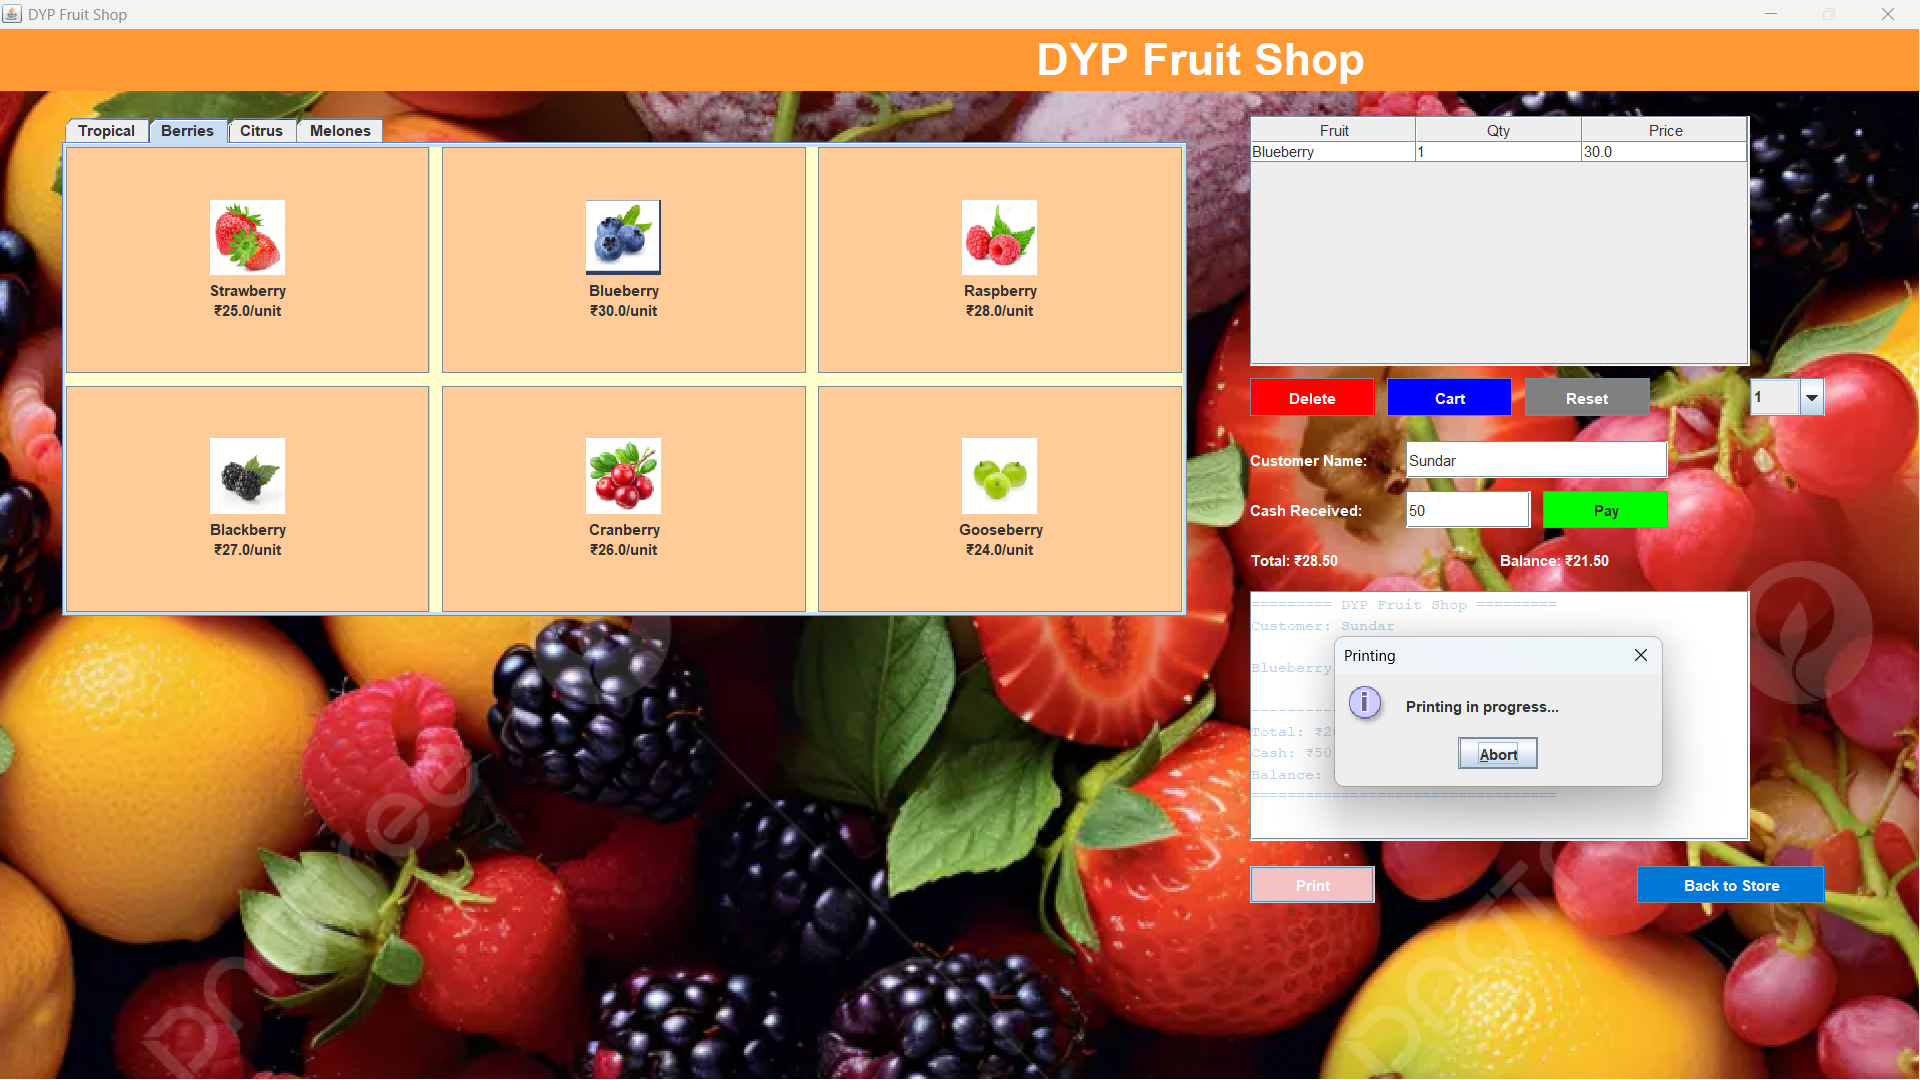 DYP Fruit Shop
DYP Fruit Shop
Tropical Berries Citrus Melones
Strawberry
₹25.0/unit
Blueberry
₹30.0/unit
Raspberry
₹28.0/unit
Blackberry
₹27.0/unit
Cranberry
₹26.0/unit
Gooseberry
₹24.0/unit
Fruit Qty Price
Blueberry 1 30.0
Delete Cart Reset 1
Customer Name: Sundar
Cash Received: 50 Pay
Total: ₹28.50 Balance: ₹21.50
========= DYP Fruit Shop =========
Customer: Sundar
Blueberry
Total:
Cash: ₹50
Balance:
==================================
Printing
Printing in progress...
Abort
Print Back to Store
pngtree